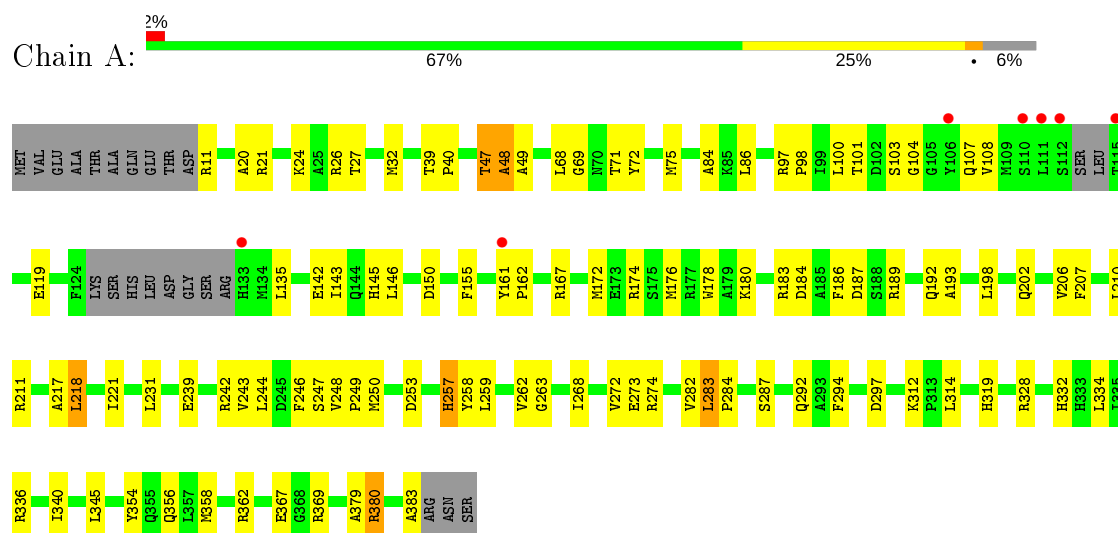 2%
Chain A:
67% 25% • 6%
MET VAL GLU ALA THR ALA GLN GLU THR ASP R11 A20 R21 K24 A25 R26 T27 M32 T39 P40 T47 A48 A49 L68 G69 N70 T71 Y72 M75 A84 K85 L86 R97 P98 I99 L100 T101 D102 S103 G104 G105 Y106 Q107 V108 M109 S110 L111 S112 SER LEU T115
E119 F124 LYS SER HIS LEU ASP GLY SER ARG H133 M134 L135 E142 I143 Q144 H145 L146 D150 F155 Y161 P162 R167 M172 E173 R174 S175 M176 R177 W178 A179 K180 R183 D184 A185 F186 D187 S188 R189 Q192 A193 L198 Q202 V206 F207 L210
R211 A217 L218 I221 L231 E239 R242 V243 L244 D245 F246 S247 V248 P249 M250 D253 H257 Y258 L259 V262 G263 I268 V272 E273 R274 V282 L283 P284 S287 Q292 A293 F294 D297 K312 P313 L314 H319 R328 H332 H333 L334 I335
R336 I340 L345 Y354 Q355 Q356 L357 M358 R362 E367 G368 R369 A379 R380 A383 ARG ASN SER